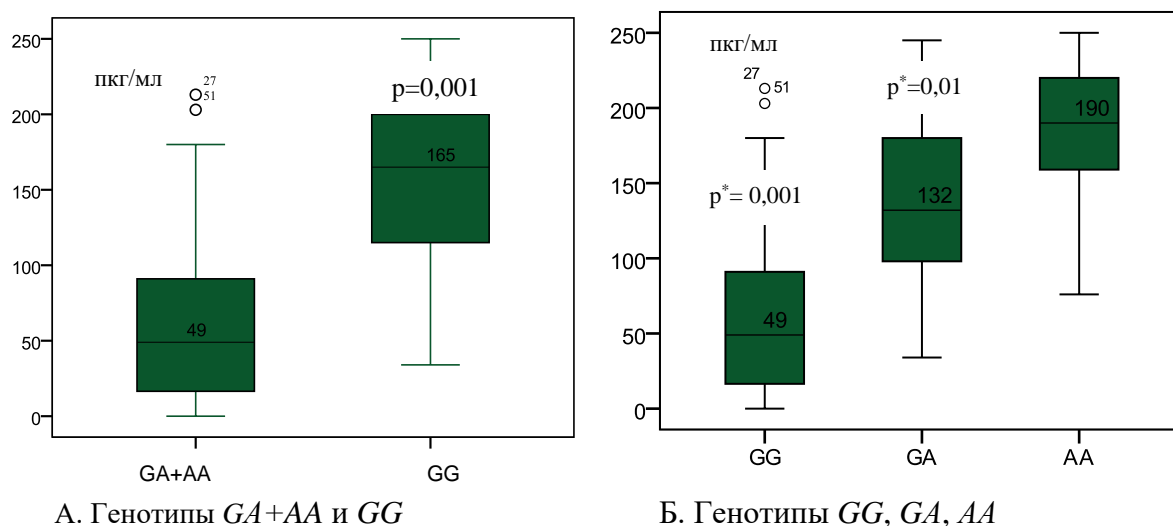 250
200
150
100
50
0
пкг/мл
27
51
49
p=0,001
165
GA+AA
GG
А. Генотипы GA+AA и GG
250
200
150
100
50
0
пкг/мл
27 51
p*= 0,001
49
p*=0,01
132
190
GG
GA
AA
Б. Генотипы GG, GA, AA